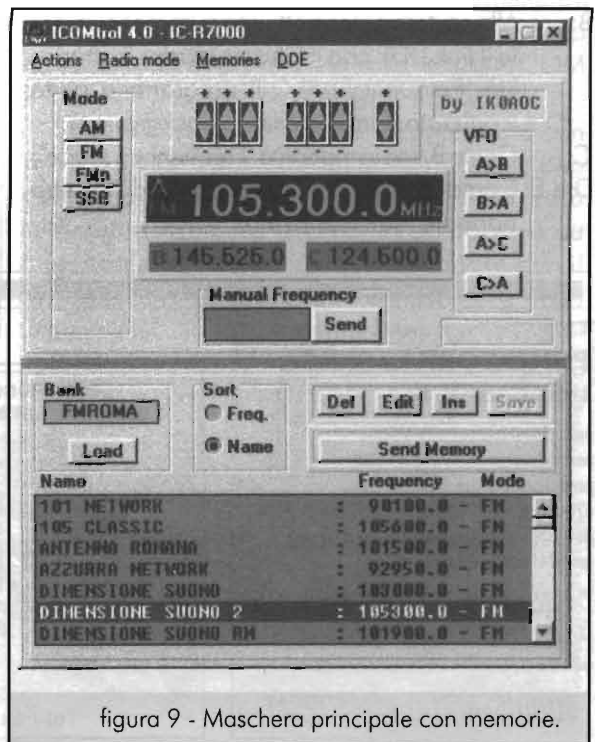 ICOMtrol 4.0 - IC-R7000
Actions Radio mode Memories DDE
Mode
AM
FM
FMn
SSB
+ + + + + + +
- - - - - - -
by IK0AOC
VFO
A>B
B>A
A>C
C>A
105.300.0 MHz
B 145.525.0 C 124.500.0
Manual Frequency
Send
Bank
FMROMA
Load
Sort
Freq.
Name
Del Edit Ins Save
Send Memory
Name Frequency Mode
101 NETWORK : 98100.0 - FM
105 CLASSIC : 105600.0 - FM
ANTENNA ROMANA : 101500.0 - FM
AZZURRA NETWORK : 92950.0 - FM
DIMENSIONE SUONO : 103000.0 - FM
DIMENSIONE SUONO 2 : 105300.0 - FM
DIMENSIONE SUONO RM : 101900.0 - FM
figura 9 - Maschera principale con memorie.